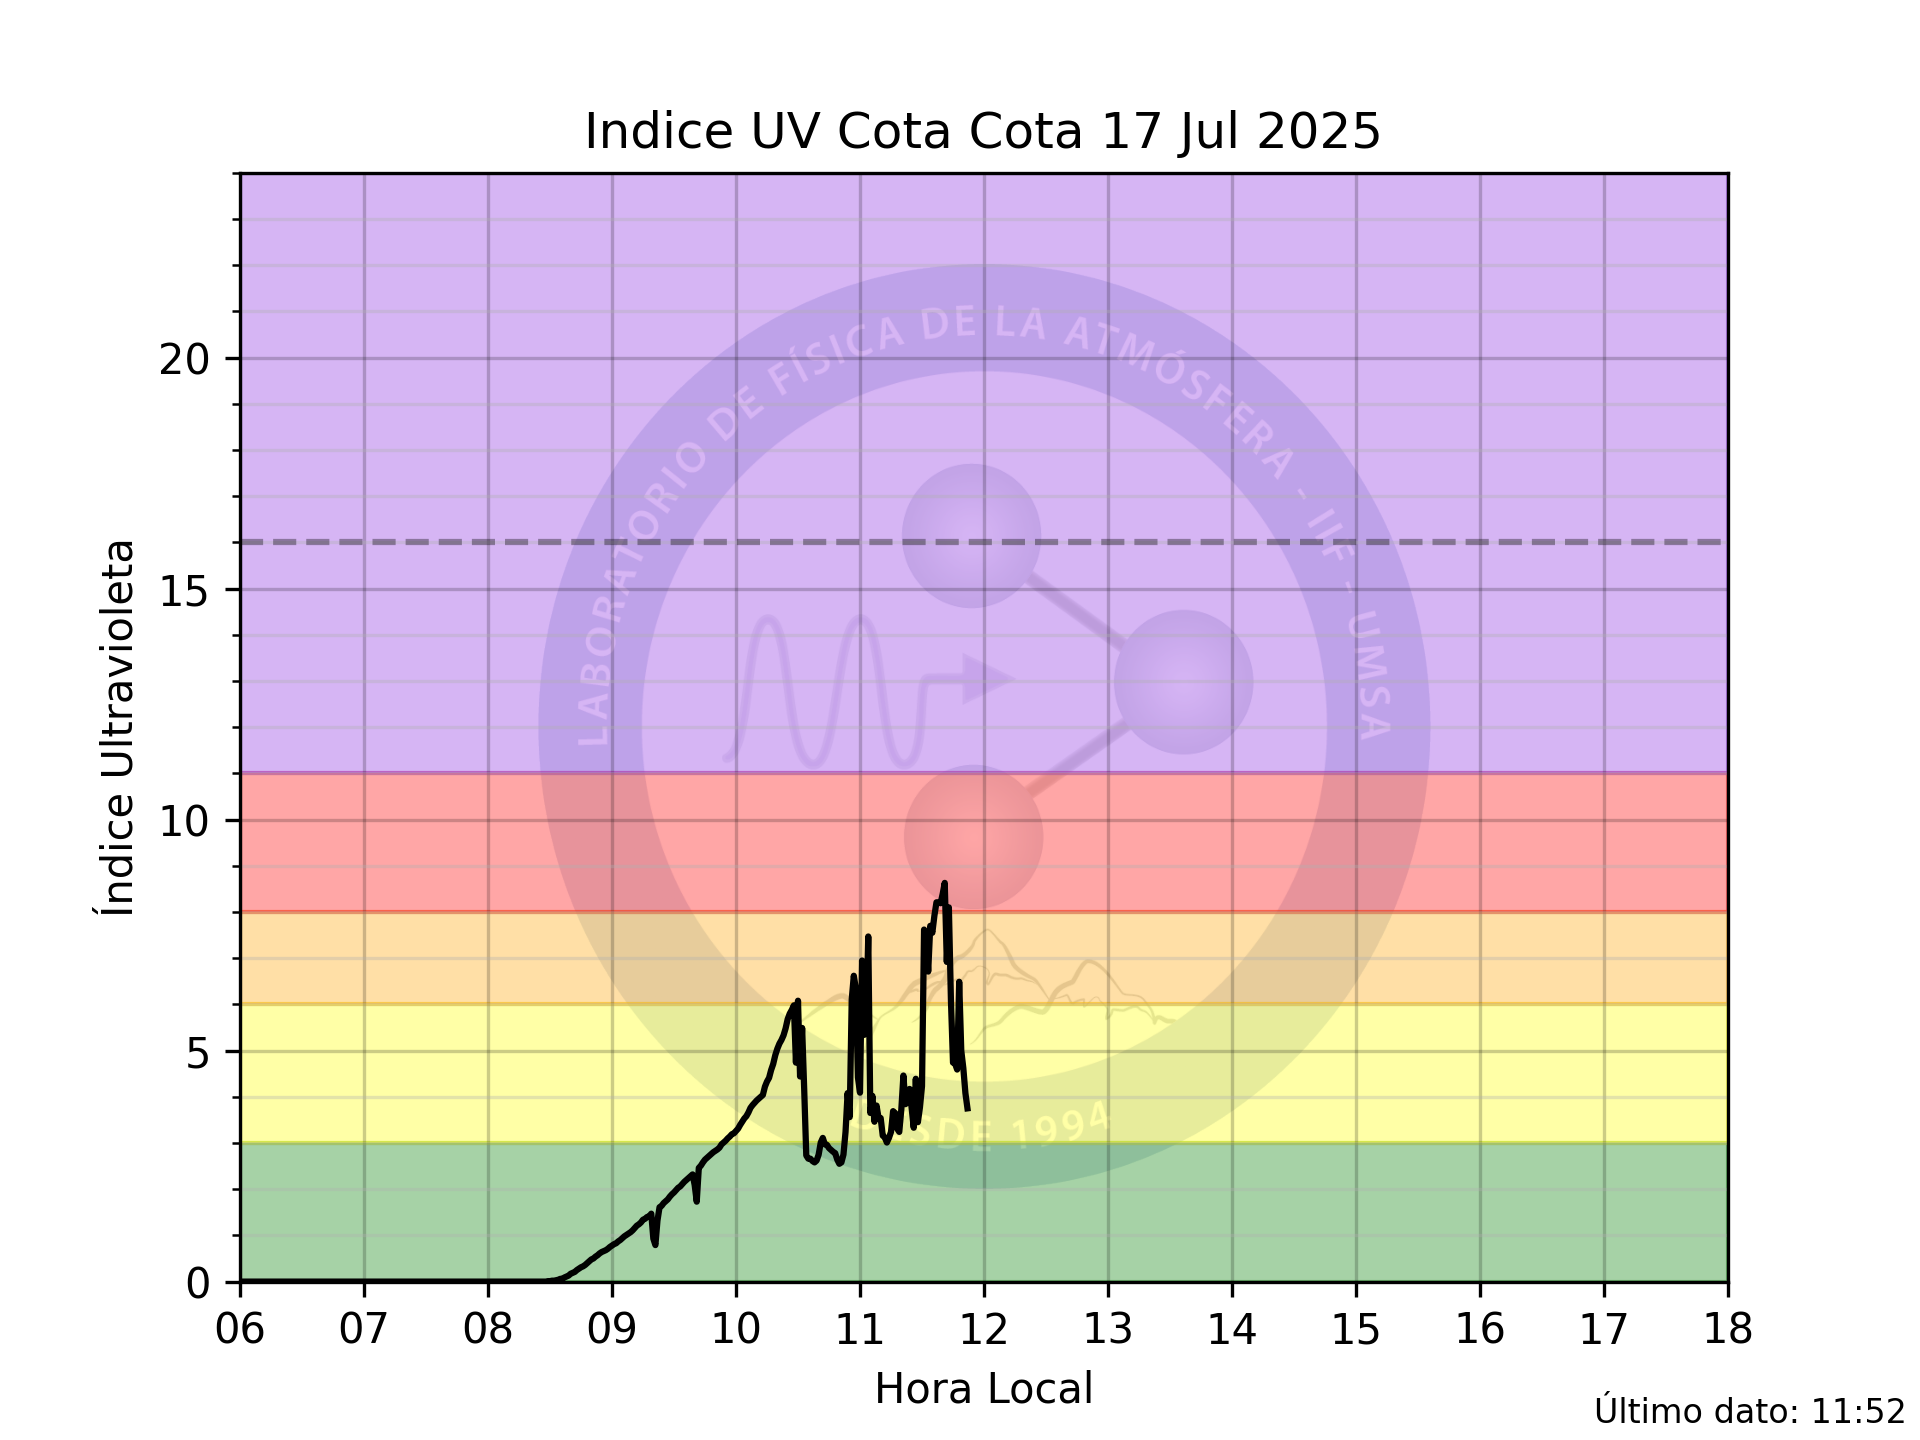 Indice UV Cota Cota 17 Jul 2025
Índice Ultravioleta
20
15
10
5
0
LABORATORIO DE FÍSICA DE LA ATMÓSFERA - IIF - UMSA
DESDE 1994
06 07 08 09 10 11 12 13 14 15 16 17 18
Hora Local
Último dato: 11:52